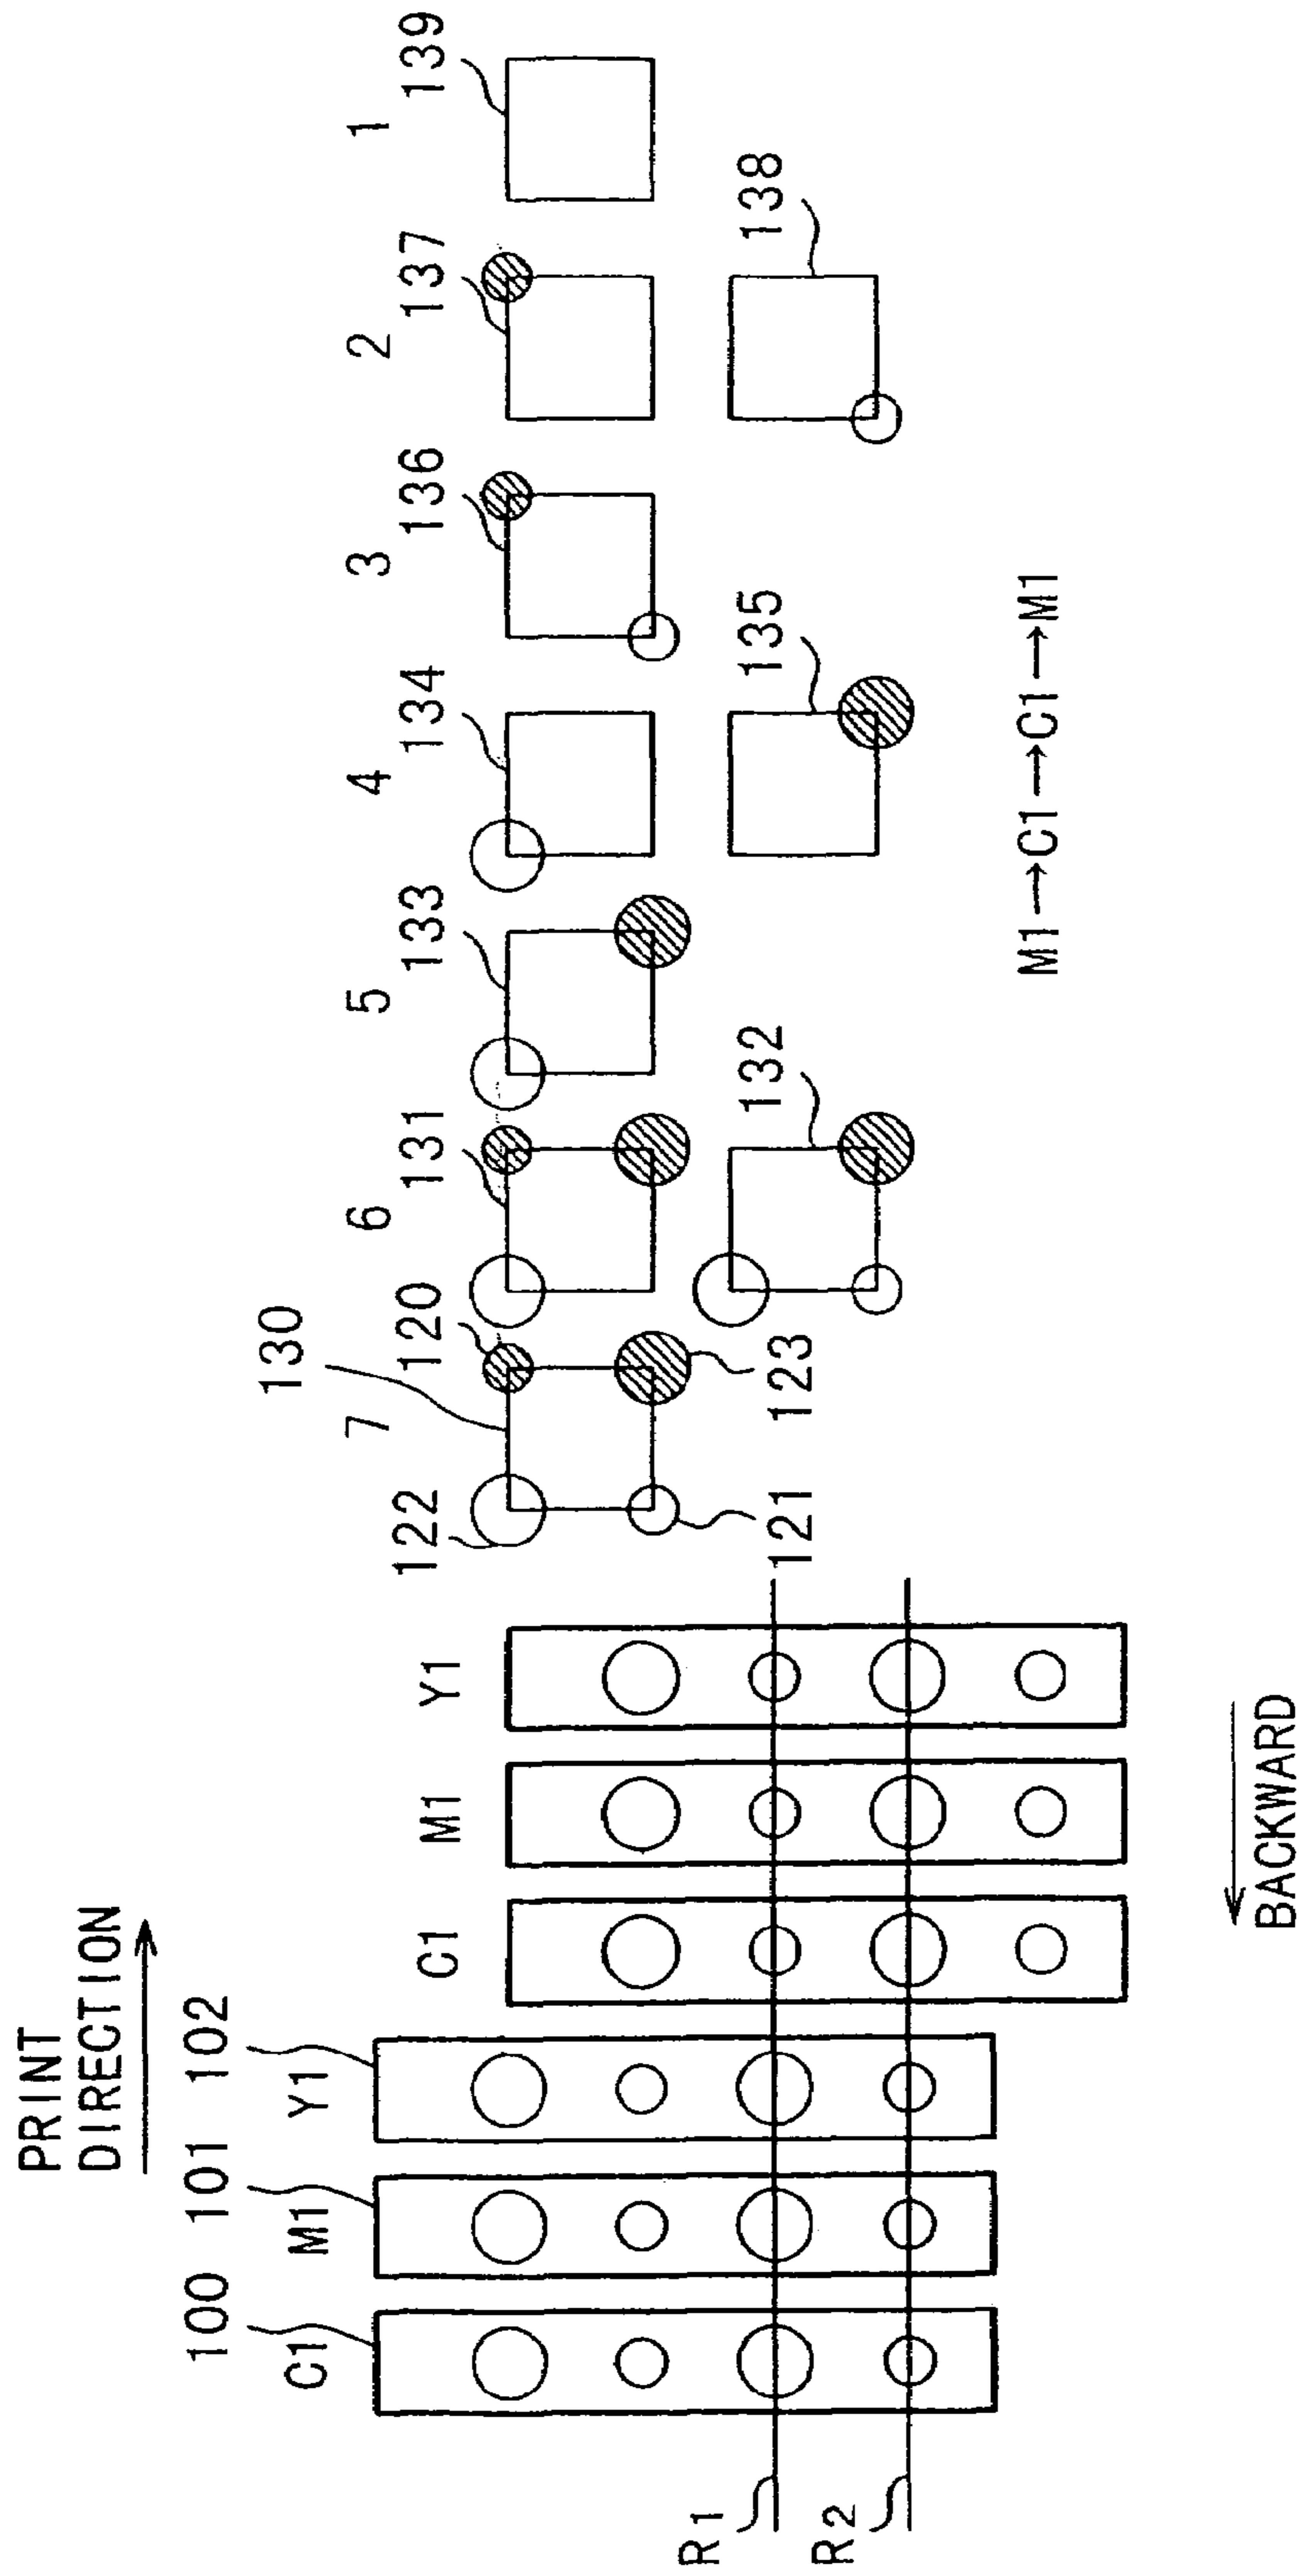 PRINT
DIRECTION
100
101
102
C1
M1
Y1
C1
M1
Y1
R1
R2
BACKWARD
130
7
6
5
4
3
2
1
122
120
131
133
134
136
137
139
121
123
132
135
138
M1→C1→C1→M1